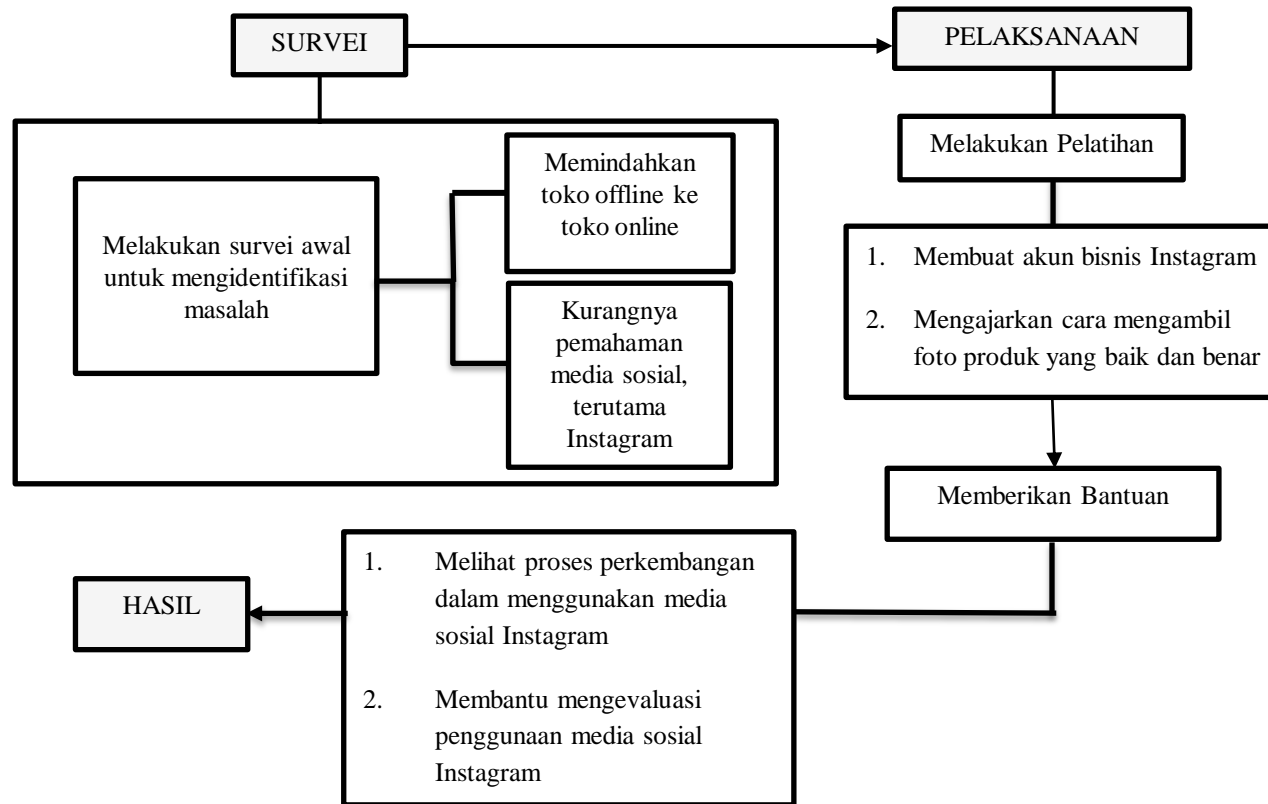 SURVEI
PELAKSANAAN
Melakukan survei awal
untuk mengidentifikasi
masalah
Memindahkan
toko offline ke
toko online
Kurangnya
pemahaman
media sosial,
terutama
Instagram
Melakukan Pelatihan
1. Membuat akun bisnis Instagram
2. Mengajarkan cara mengambil
foto produk yang baik dan benar
Memberikan Bantuan
1. Melihat proses perkembangan
dalam menggunakan media
sosial Instagram
2. Membantu mengevaluasi
penggunaan media sosial
Instagram
HASIL